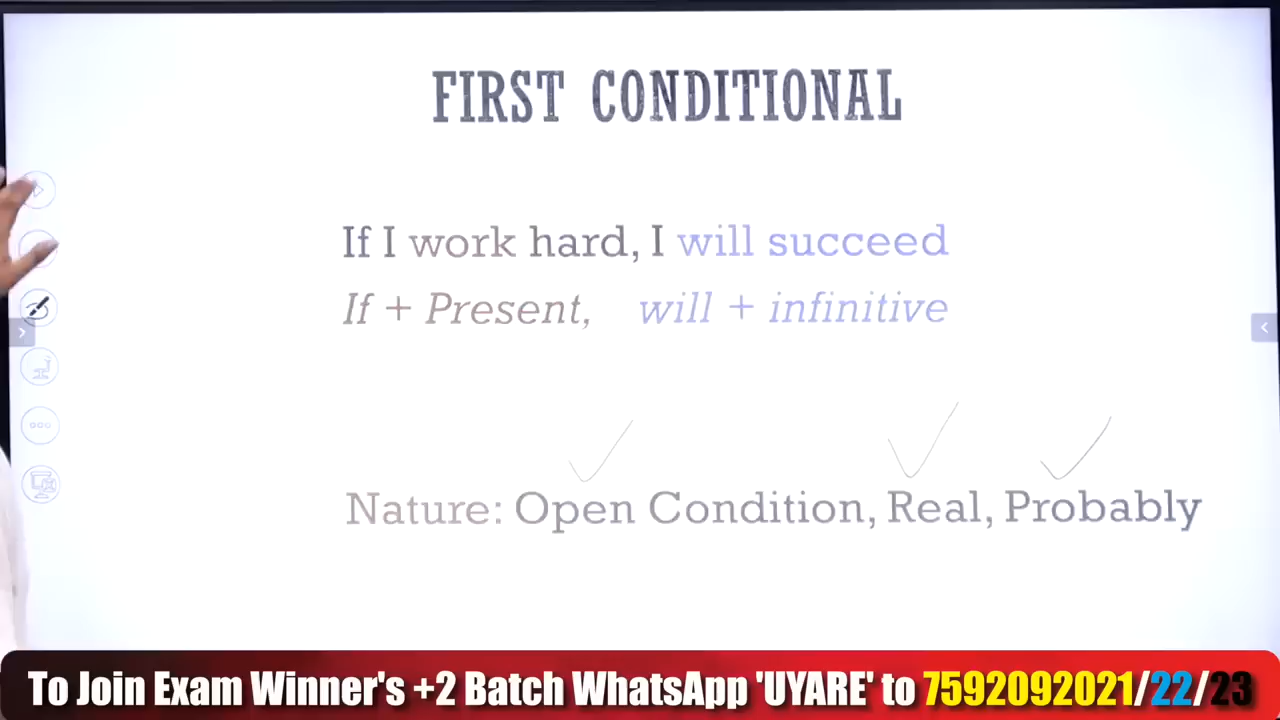 FIRST CONDITIONAL
If I work hard, I will succeed
If + Present, will + infinitive
Nature: Open Condition, Real, Probably
To Join Exam Winner's +2 Batch WhatsApp 'UYARE' to 7592092021/22/23